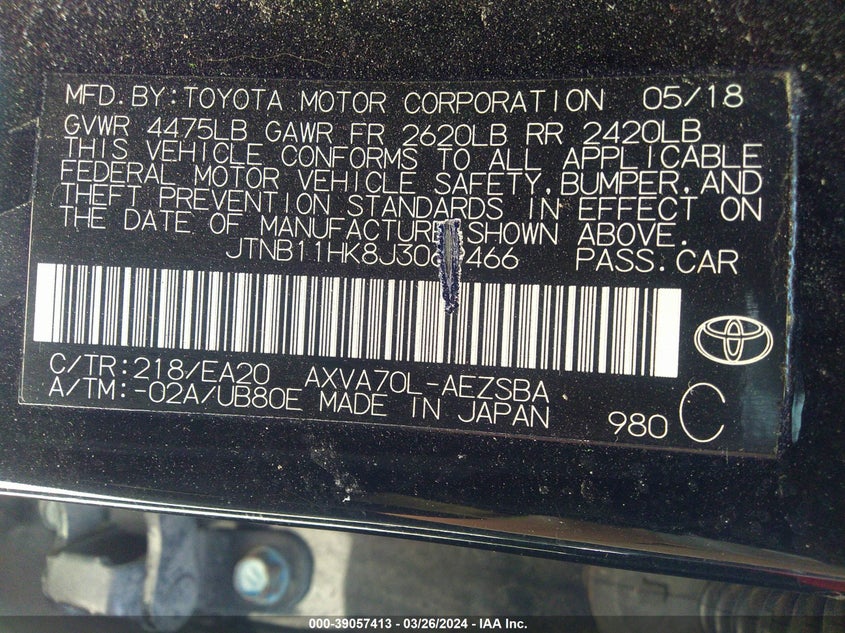 MFD.BY:TOYOTA MOTOR CORPORATION 05/18
GVWR 4475LB GAWR FR 2620LB RR 2420LB
THIS VEHICLE CONFORMS TO ALL APPLICABLE
FEDERAL MOTOR VEHICLE SAFETY,BUMPER,AND
THEFT PREVENTION STANDARDS IN EFFECT ON
THE DATE OF MANUFACTURE SHOWN ABOVE.
PASS.CAR
C/TR:218/EA20 AXVA70L-AEZSBA
A/TM:-02A/UB80E MADE IN JAPAN
980 C
000-39057413 - 03/26/2024 - IAA Inc.